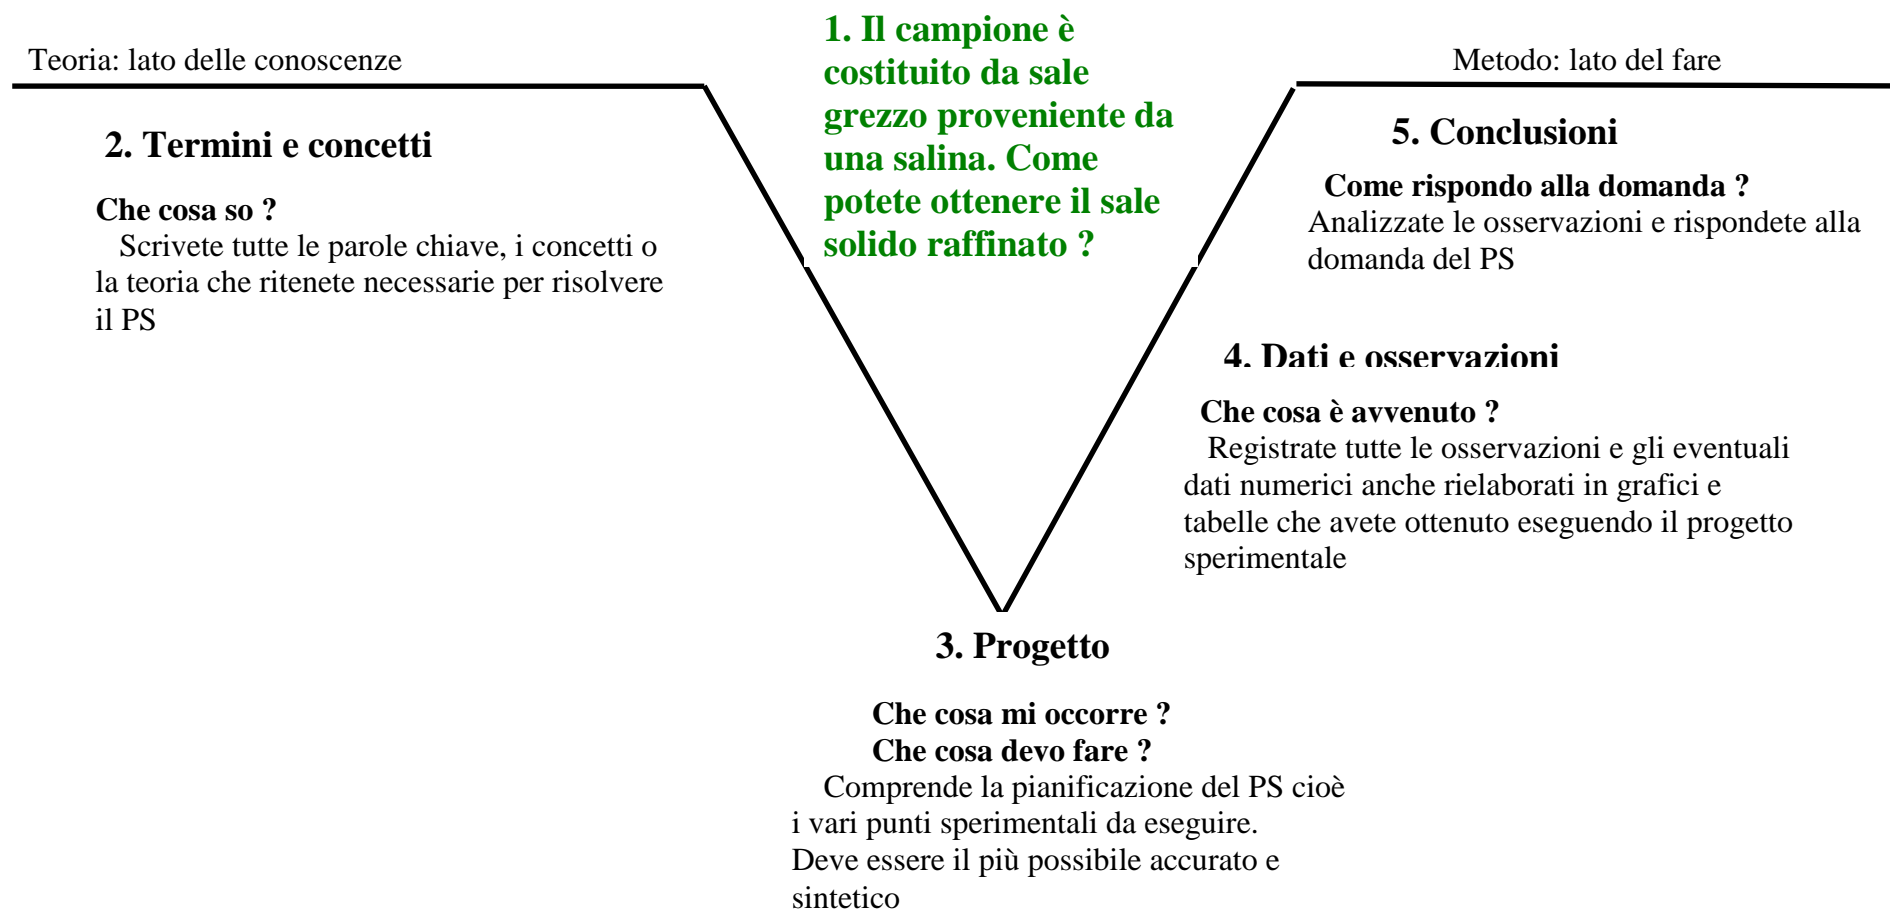 Teoria: lato delle conoscenze
1. Il campione è
costituito da sale
grezzo proveniente da
una salina. Come
potete ottenere il sale
solido raffinato ?
Metodo: lato del fare
2. Termini e concetti
Che cosa so ?
Scrivete tutte le parole chiave, i concetti o
la teoria che ritenete necessarie per risolvere
il PS
5. Conclusioni
Come rispondo alla domanda ?
Analizzate le osservazioni e rispondete alla
domanda del PS
4. Dati e osservazioni
Che cosa è avvenuto ?
Registrate tutte le osservazioni e gli eventuali
dati numerici anche rielaborati in grafici e
tabelle che avete ottenuto eseguendo il progetto
sperimentale
3. Progetto
Che cosa mi occorre ?
Che cosa devo fare ?
Comprende la pianificazione del PS cioè
i vari punti sperimentali da eseguire.
Deve essere il più possibile accurato e
sintetico